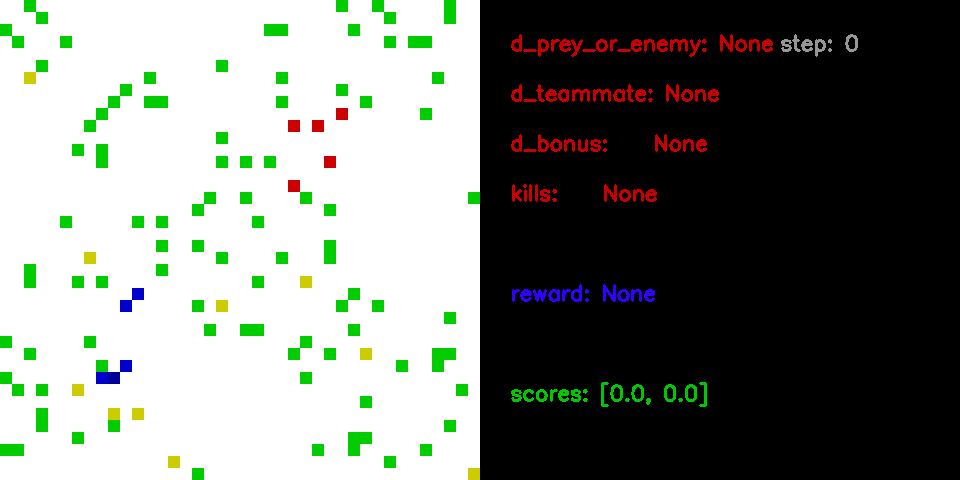 d_prey_or_enemy: None step: 0
d_teammate: None
d_bonus: None
kills: None
reward: None
scores: [0.0, 0.0]